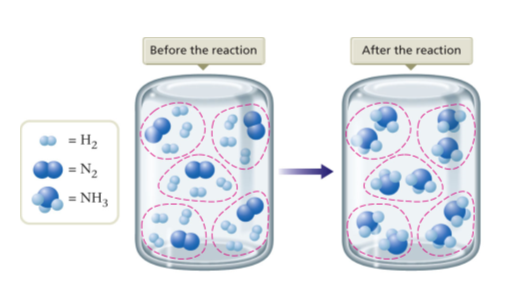 Before the reaction
After the reaction
= H₂
= N₂
= NH₃